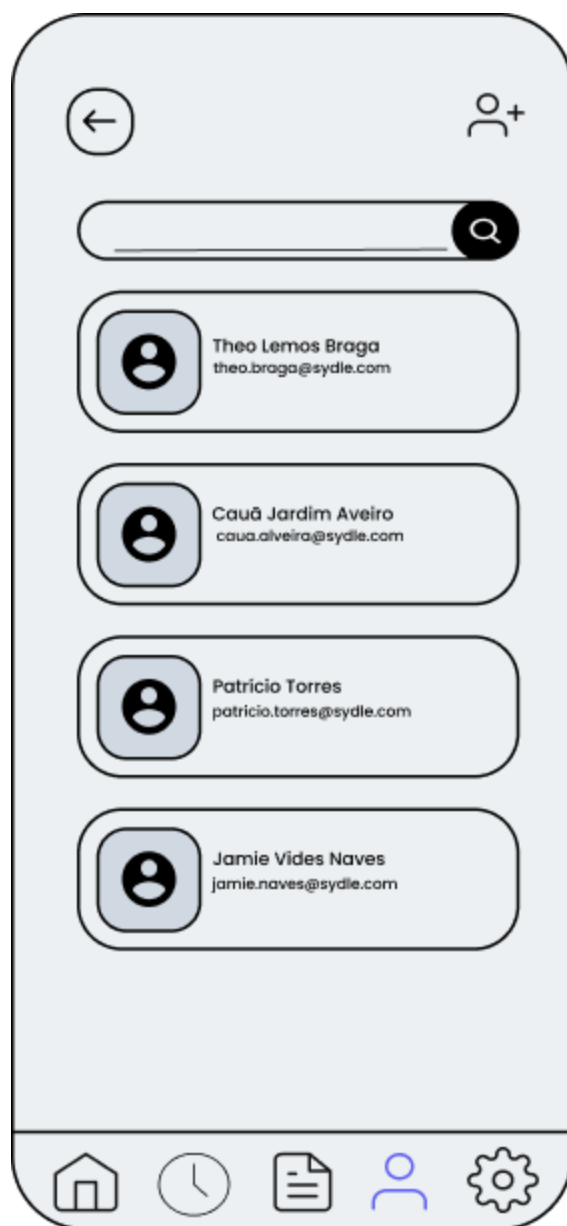 Theo Lemos Braga
theo.braga@sydle.com
Cauã Jardim Aveiro
caua.alveira@sydle.com
Patricio Torres
patricio.torres@sydle.com
Jamie Vides Naves
jamie.naves@sydle.com